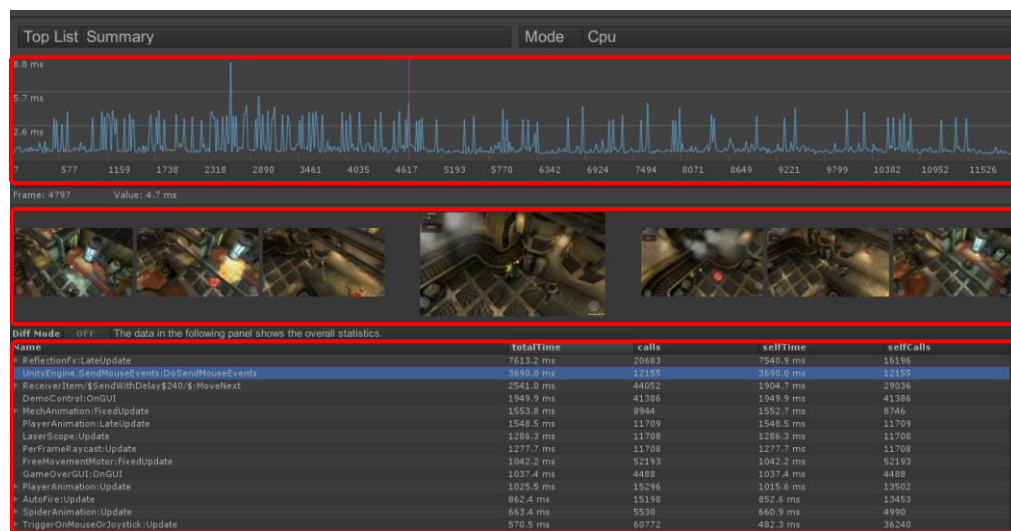 Top List Summary Mode Cpu
8.8 ms
5.7 ms
2.6 ms
7 577 1159 1738 2318 2890 3461 4035 4617 5193 5770 6342 6924 7494 8071 8649 9221 9799 10382 10952 11526
Frame: 4797 Value: 4.7 ms
Diff Mode OFF The data in the following panel shows the overall statistics.
Name totalTime calls selfTime selfCalls
ReflectionFx:LateUpdate 7613.2 ms 20683 7540.9 ms 16196
UnityEngine.SendMouseEvents:DoSendMouseEvents 3690.0 ms 12155 3690.0 ms 12155
ReceiverItem/$SendWithDelay$240/$:MoveNext 2541.0 ms 44052 1904.7 ms 29036
DemoControl:OnGUI 1949.9 ms 41386 1949.9 ms 41386
MechAnimation:FixedUpdate 1553.8 ms 8944 1552.7 ms 8746
PlayerAnimation:LateUpdate 1548.5 ms 11709 1548.5 ms 11709
LaserScope:Update 1286.3 ms 11708 1286.3 ms 11708
PerFrameRaycast:Update 1277.7 ms 11708 1277.7 ms 11708
FreeMovementMotor:FixedUpdate 1042.2 ms 52193 1042.2 ms 52193
GameOverGUI:OnGUI 1037.4 ms 4488 1037.4 ms 4488
PlayerAnimation:Update 1025.5 ms 15296 1015.6 ms 13502
AutoFire:Update 862.4 ms 15198 852.6 ms 13453
SpiderAnimation:Update 663.4 ms 5530 660.9 ms 4990
TriggerOnMouseOrJoystick:Update 570.5 ms 60772 482.3 ms 36240